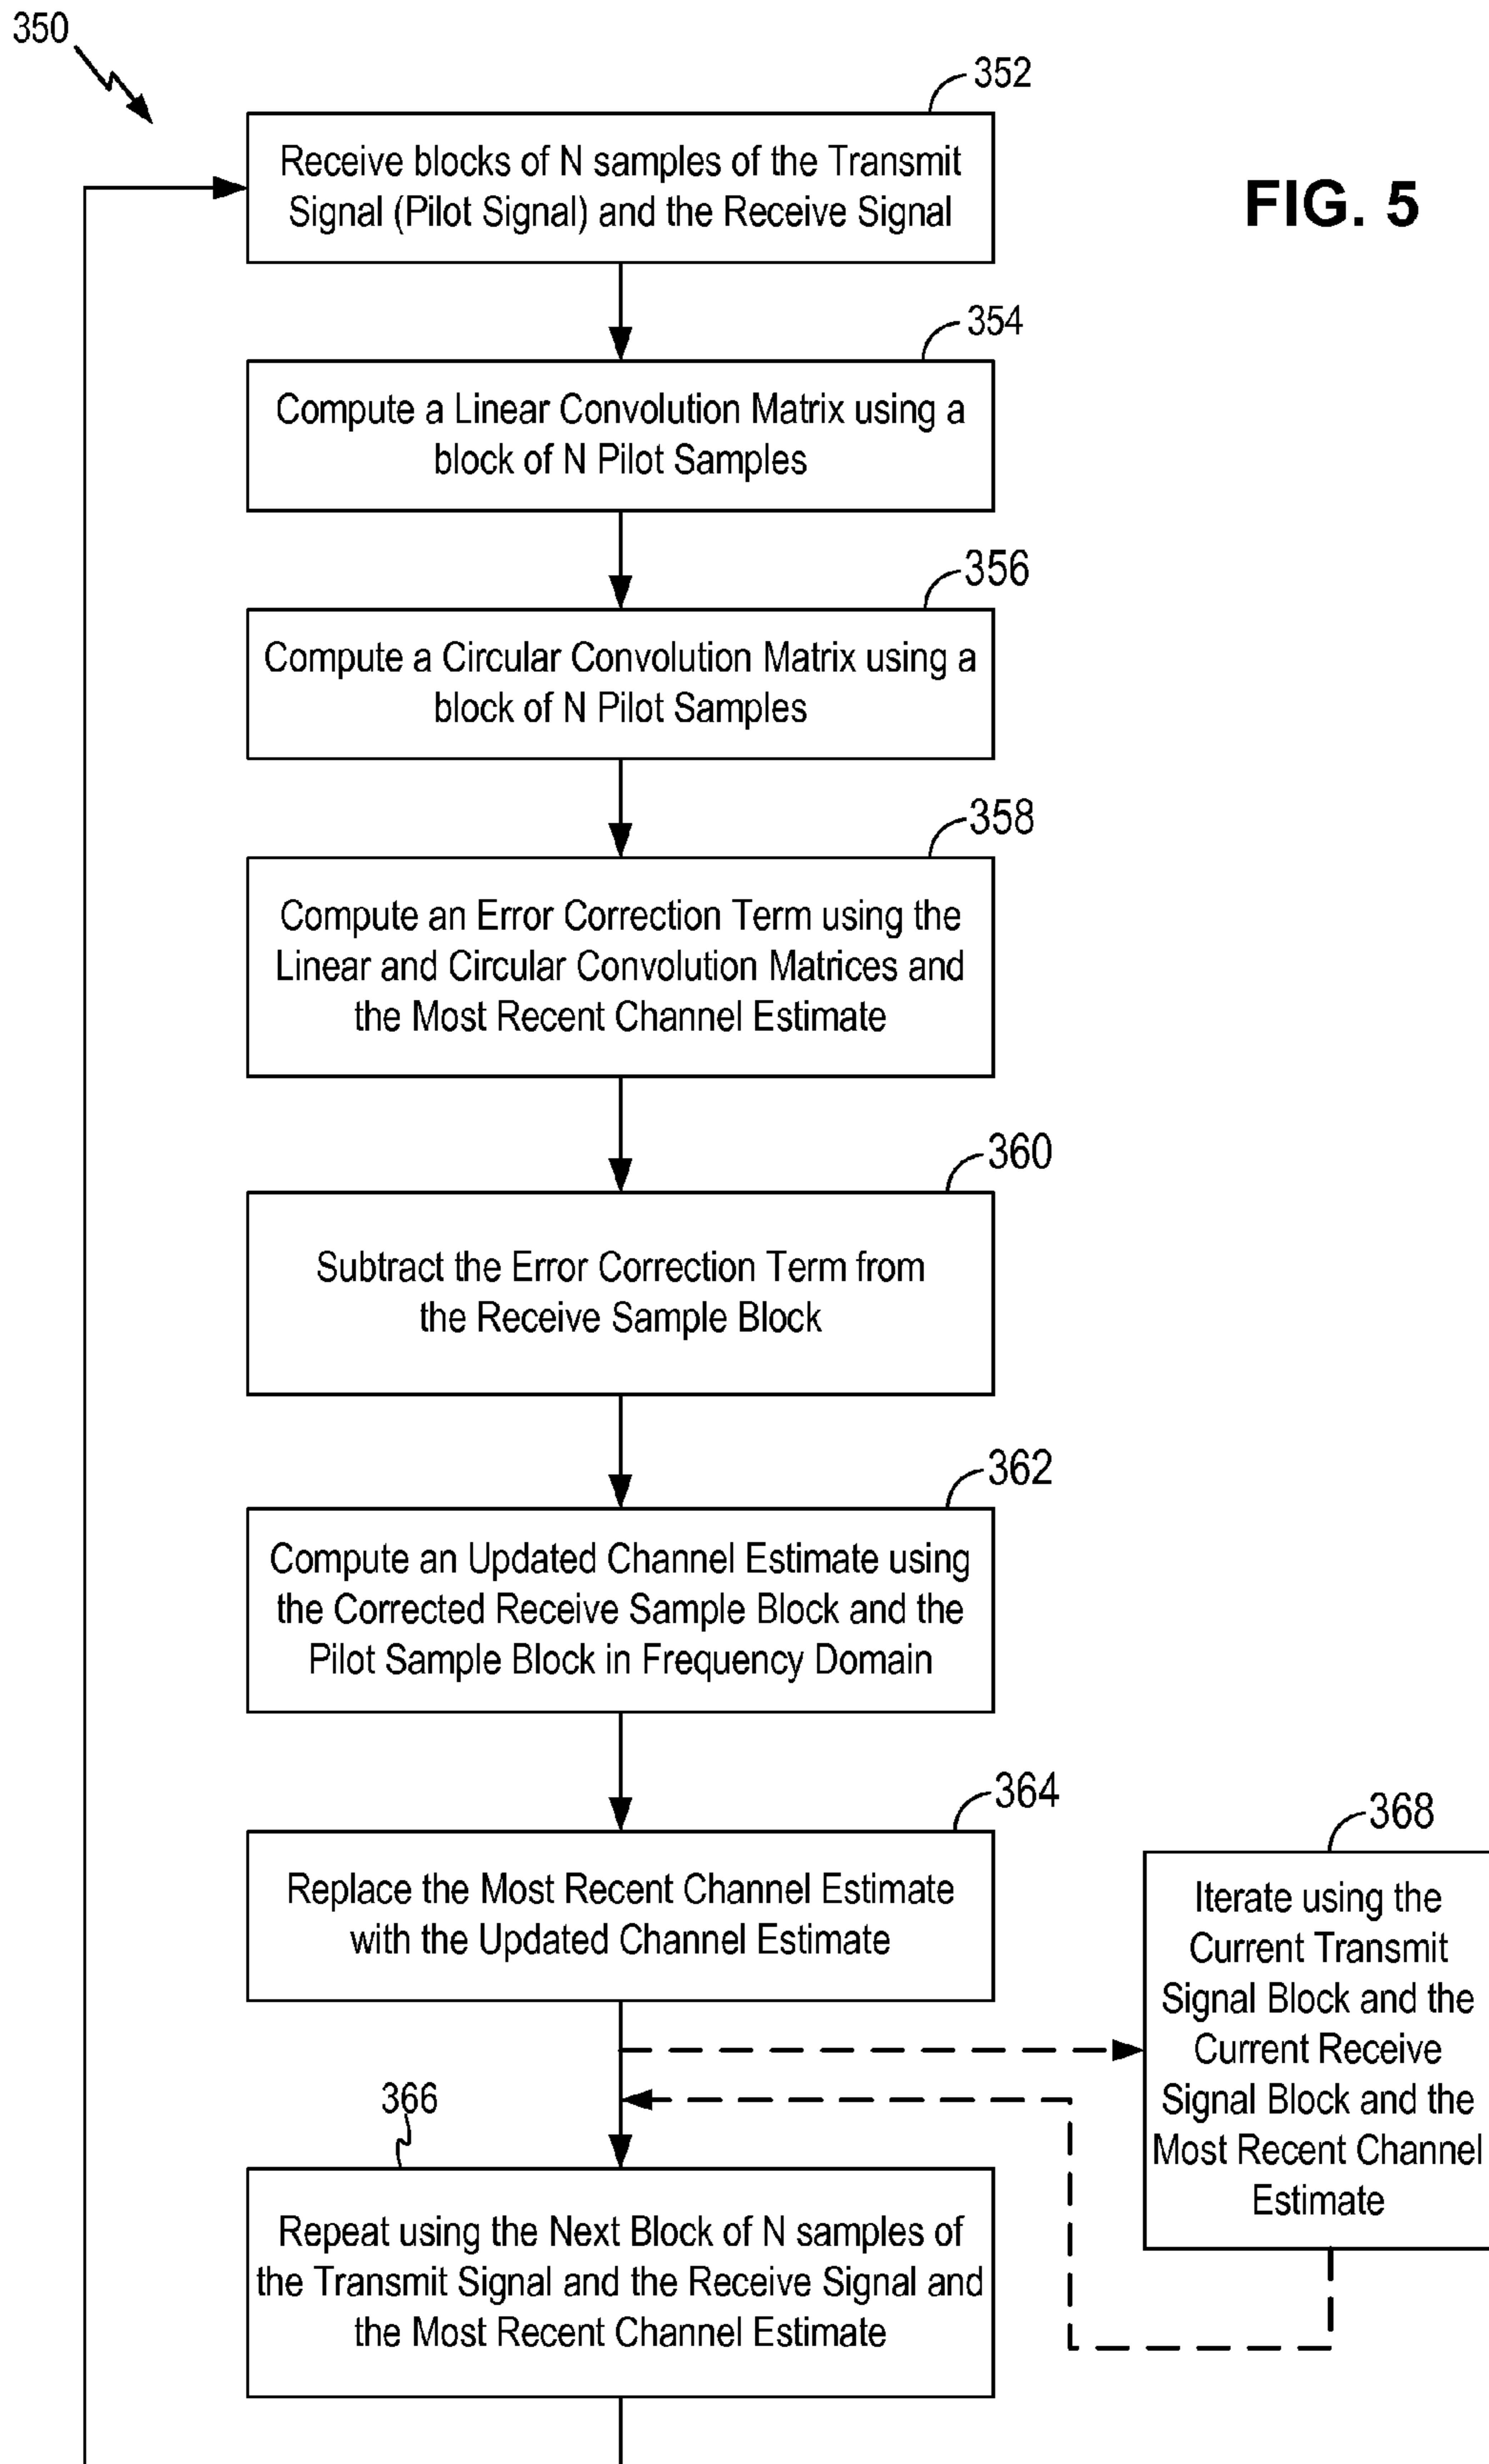 350
352
Receive blocks of N samples of the Transmit
Signal (Pilot Signal) and the Receive Signal
FIG. 5
354
Compute a Linear Convolution Matrix using a
block of N Pilot Samples
356
Compute a Circular Convolution Matrix using a
block of N Pilot Samples
358
Compute an Error Correction Term using the
Linear and Circular Convolution Matrices and
the Most Recent Channel Estimate
360
Subtract the Error Correction Term from
the Receive Sample Block
362
Compute an Updated Channel Estimate using
the Corrected Receive Sample Block and the
Pilot Sample Block in Frequency Domain
364
Replace the Most Recent Channel Estimate
with the Updated Channel Estimate
368
Iterate using the
Current Transmit
Signal Block and the
Current Receive
Signal Block and the
Most Recent Channel
Estimate
366
Repeat using the Next Block of N samples of
the Transmit Signal and the Receive Signal and
the Most Recent Channel Estimate